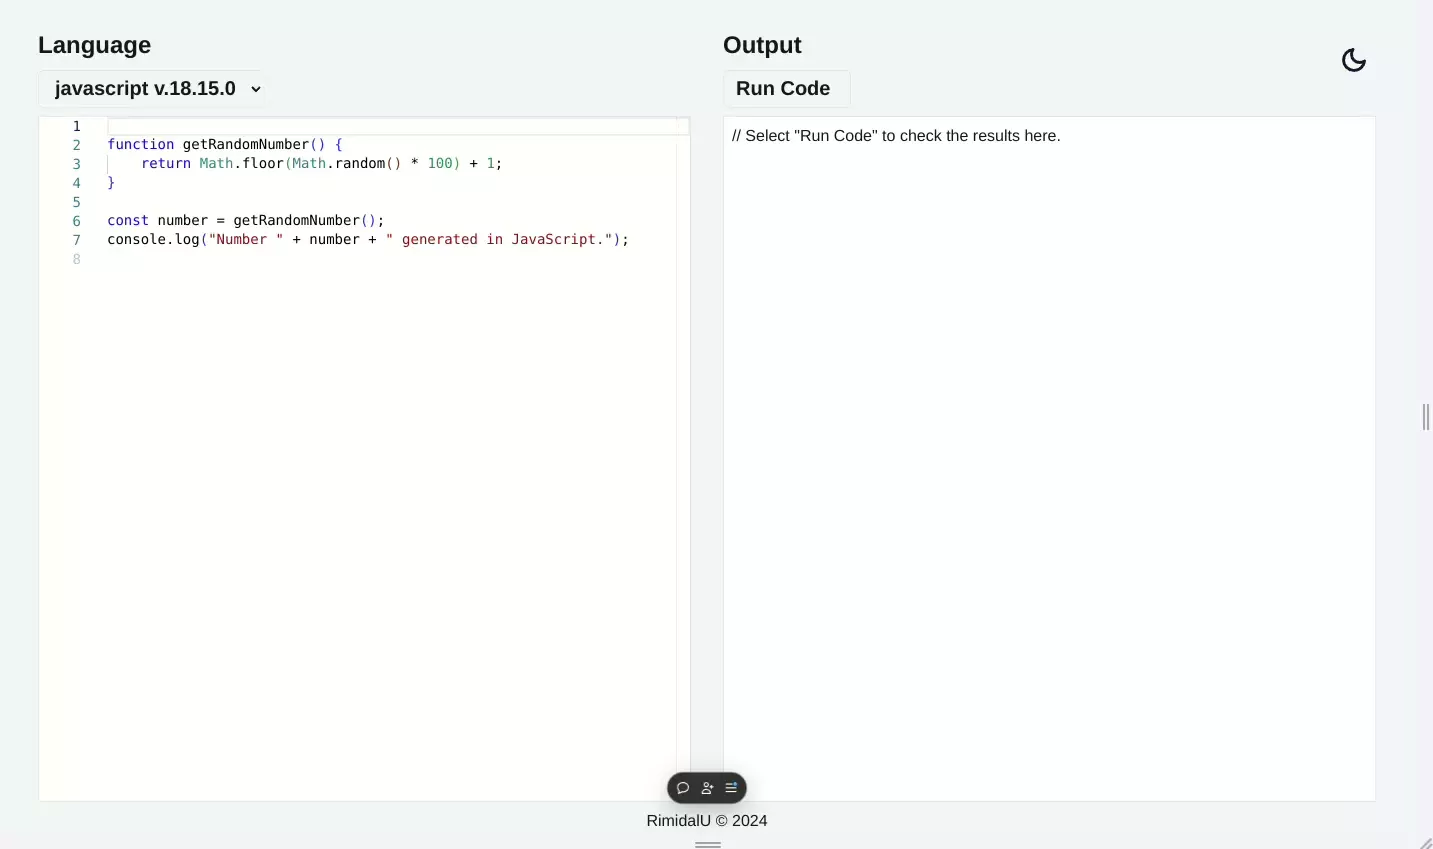 Language
javascript v.18.15.0
1
2 function getRandomNumber() {
3     return Math.floor(Math.random() * 100) + 1;
4 }
5
6 const number = getRandomNumber();
7 console.log("Number " + number + " generated in JavaScript.");
8
Output
Run Code
// Select "Run Code" to check the results here.
RimidalU © 2024